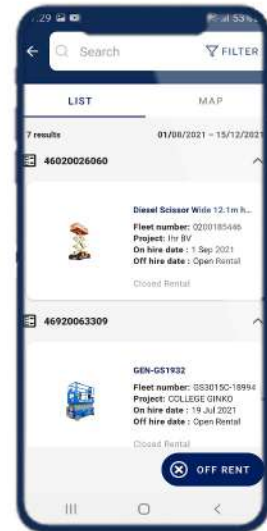 :29
53%
Search
FILTER
LIST
MAP
7 results
01/08/2021 – 15/12/2021
46020026060
Diesel Scissor Wide 12.1m h...
Fleet number: 0200185446
Project: Ihr BV
On hire date : 1 Sep 2021
Off hire date : Open Rental
Closed Rental
46920063309
GEN-GS1932
Fleet number: GS3015C-18994
Project: COLLEGE GINKO
On hire date : 19 Jul 2021
Off hire date : Open Rental
Closed Rental
OFF RENT